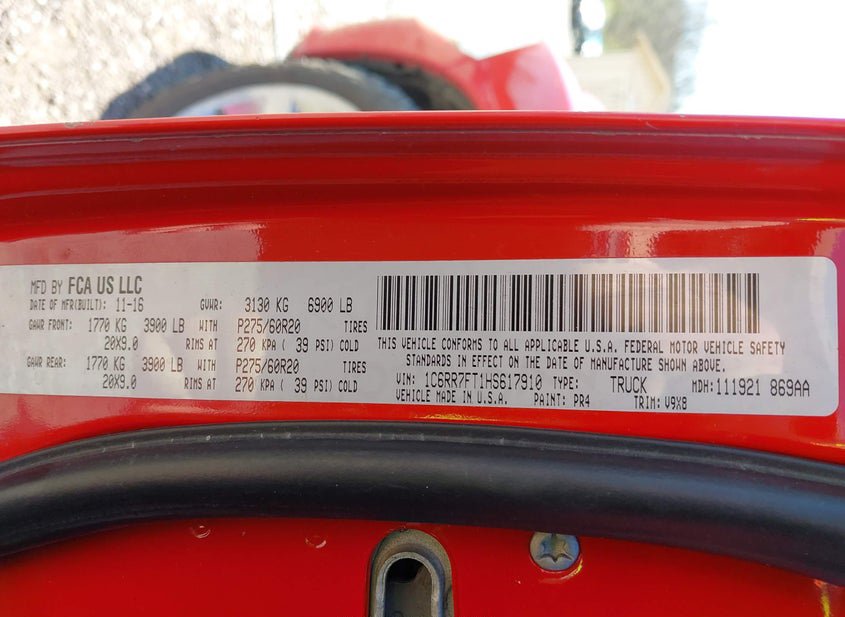 MFD BY FCA US LLC
DATE OF MFR(BUILT): 11-16 GVWR: 3130 KG 6900 LB
GAWR FRONT: 1770 KG 3900 LB WITH P275/60R20 TIRES
20X9.0 RIMS AT 270 KPA ( 39 PSI) COLD
GAWR REAR: 1770 KG 3900 LB WITH P275/60R20 TIRES
20X9.0 RIMS AT 270 KPA ( 39 PSI) COLD
THIS VEHICLE CONFORMS TO ALL APPLICABLE U.S.A. FEDERAL MOTOR VEHICLE SAFETY
STANDARDS IN EFFECT ON THE DATE OF MANUFACTURE SHOWN ABOVE.
VIN: 1C6RR7FT1HS617910 TYPE: TRUCK MDH: 111921 869AA
VEHICLE MADE IN U.S.A. PAINT: PR4 TRIM: V9X8